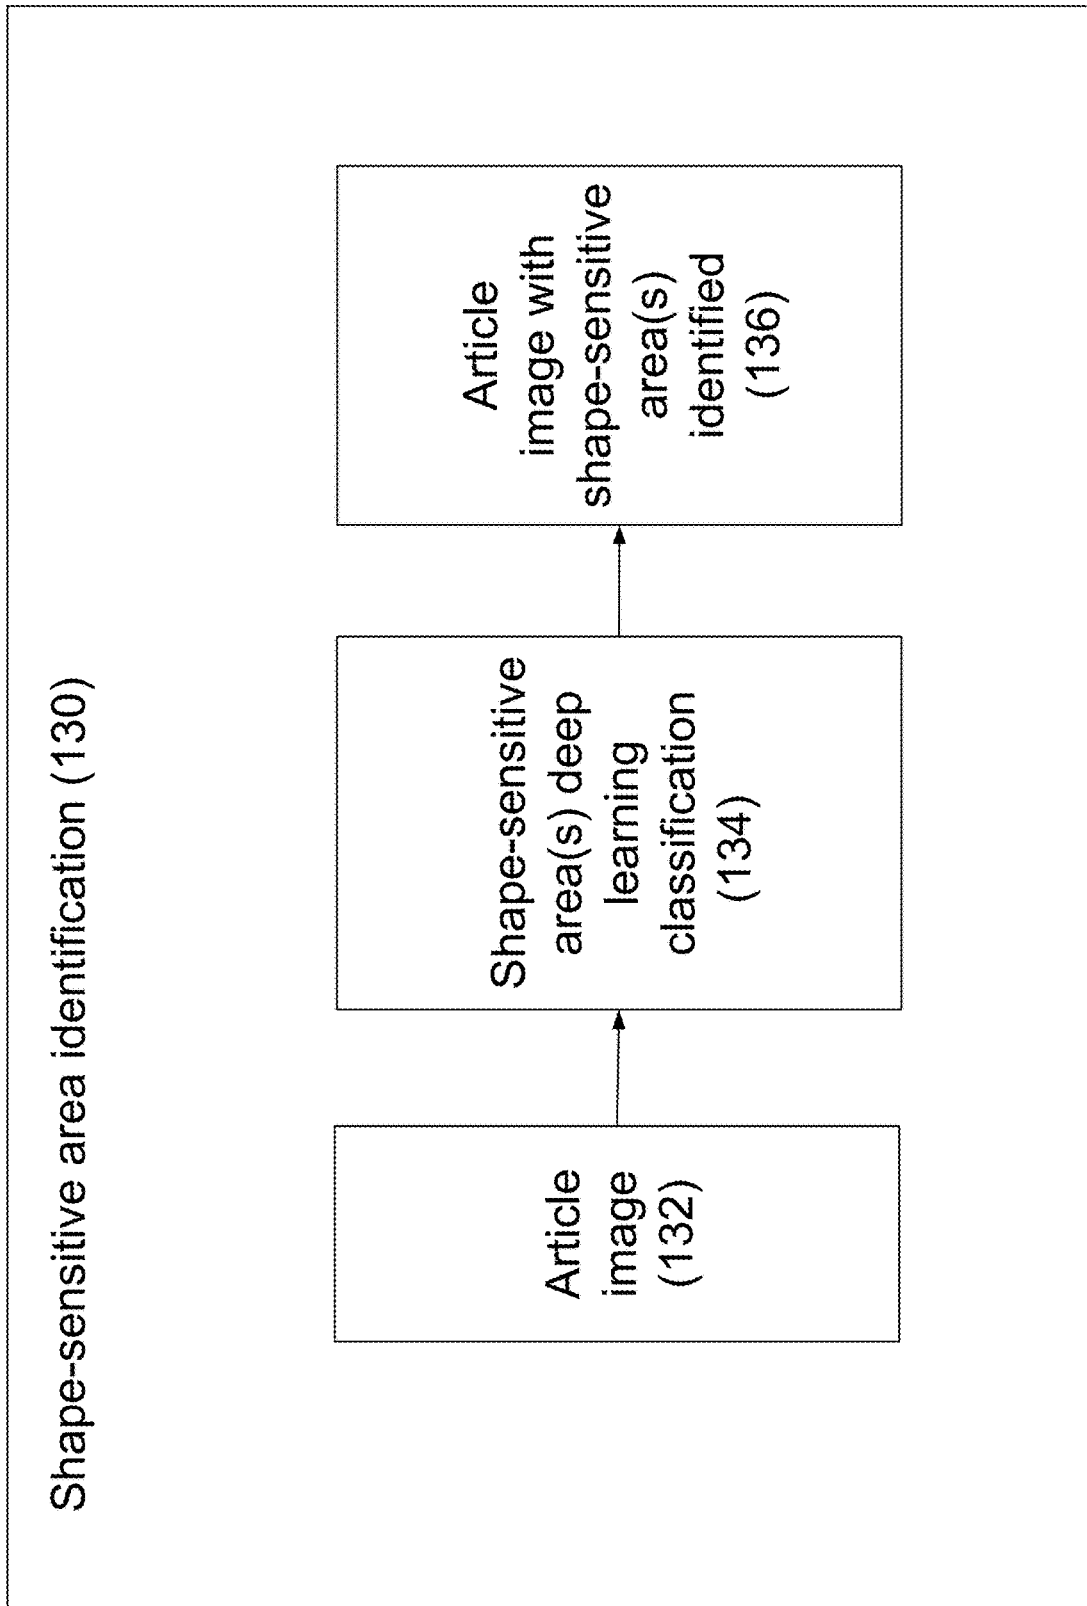 Shape-sensitive area identification (130)
Article
image
(132)
Shape-sensitive
area(s) deep
learning
classification
(134)
Article
image with
shape-sensitive
area(s)
identified
(136)